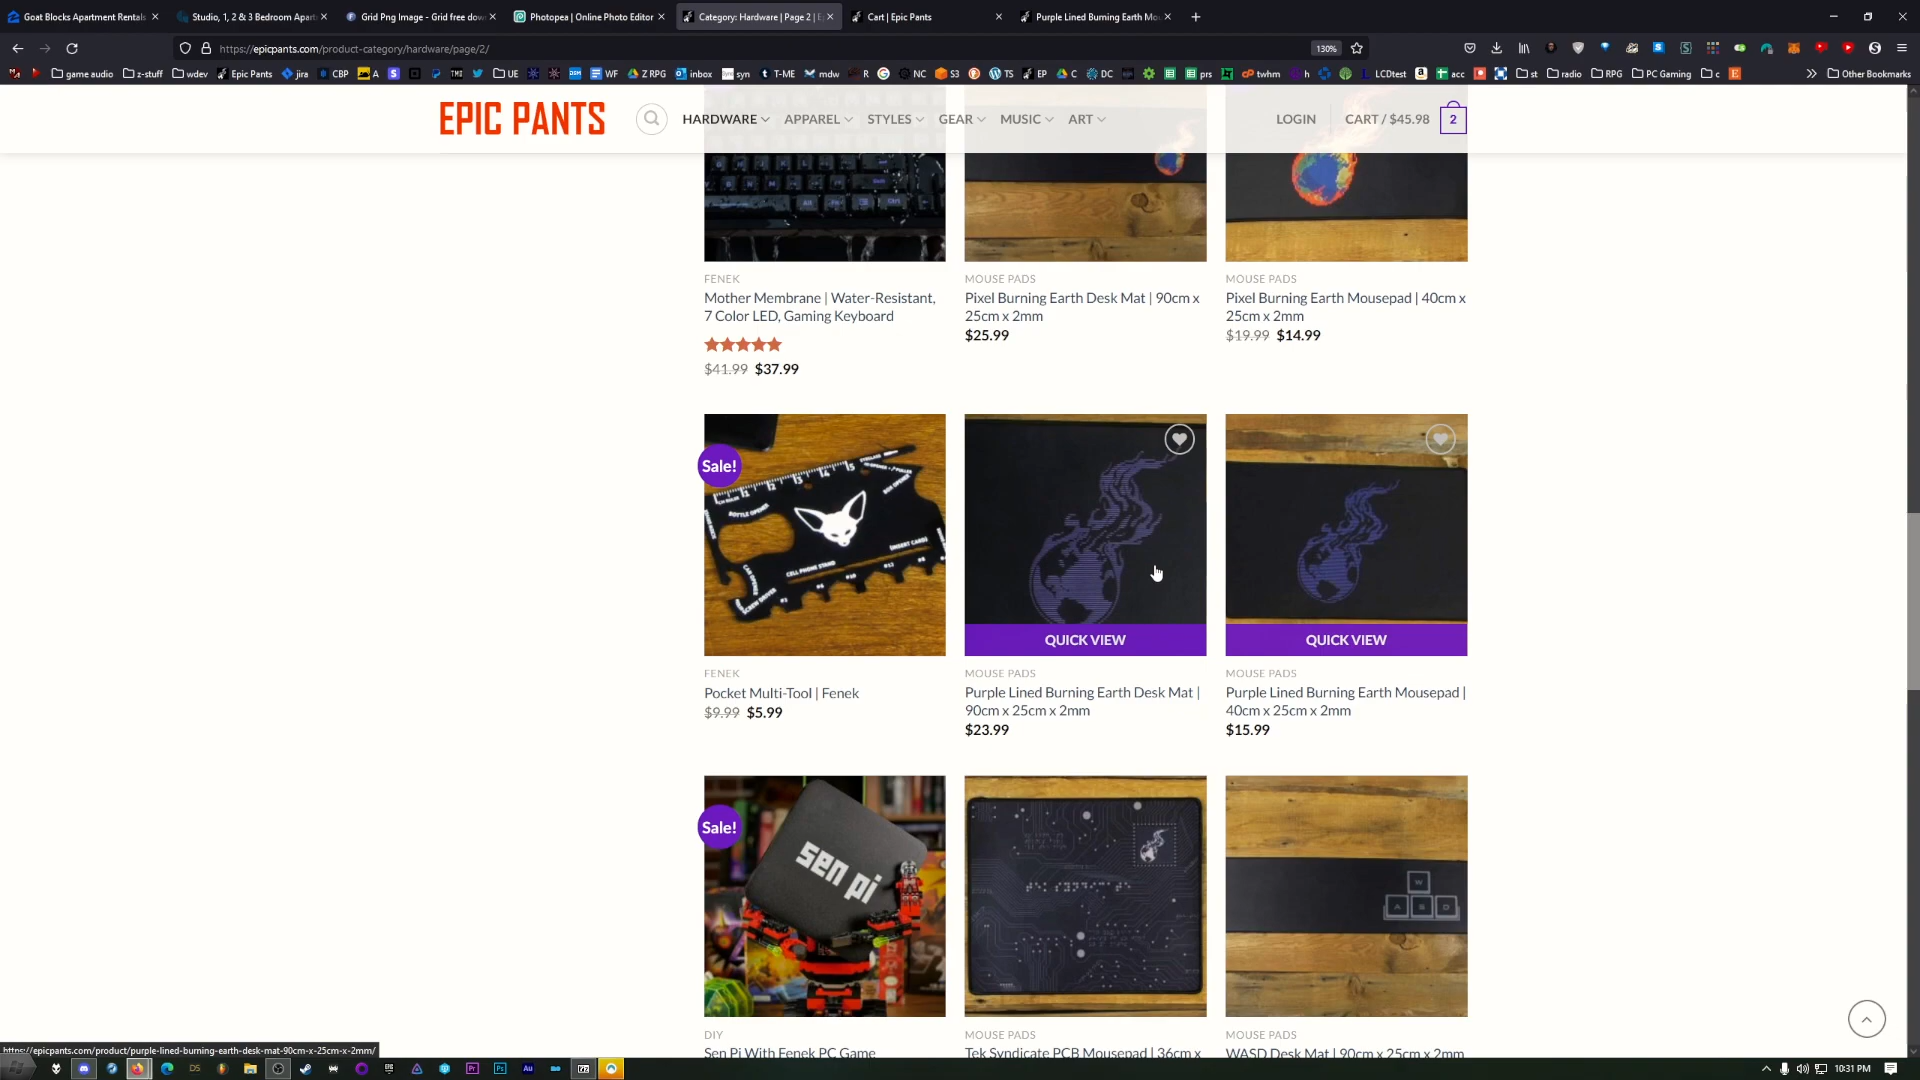 Goat Blocks Apartment Rentals
Studio, 1, 2 & 3 Bedroom Apart
Grid Png Image - Grid free dow
Photopea | Online Photo Editor
Category: Hardware | Page 2 | E
Cart | Epic Pants
Purple Lined Burning Earth Mo
https://epicpants.com/product-category/hardware/page/2/
130%
game audio
z-stuff
wdev
Epic Pants
jira
CBP
A
UE
WF
Z RPG
inbox
syn
T-ME
mdw
R
NC
S3
TS
EP
C
DC
prs
twhm
h
LCDtest
acc
st
radio
RPG
PC Gaming
c
Other Bookmarks
EPIC PANTS
HARDWARE
APPAREL
STYLES
GEAR
MUSIC
ART
LOGIN
CART / $45.98
2
FENEK
Mother Membrane | Water-Resistant,
7 Color LED, Gaming Keyboard
$41.99 $37.99
MOUSE PADS
Pixel Burning Earth Desk Mat | 90cm x
25cm x 2mm
$25.99
MOUSE PADS
Pixel Burning Earth Mousepad | 40cm x
25cm x 2mm
$19.99 $14.99
Sale!
BOTTLE OPENER
CELL PHONE STAND
FENEK
Pocket Multi-Tool | Fenek
$9.99 $5.99
QUICK VIEW
MOUSE PADS
Purple Lined Burning Earth Desk Mat |
90cm x 25cm x 2mm
$23.99
QUICK VIEW
MOUSE PADS
Purple Lined Burning Earth Mousepad |
40cm x 25cm x 2mm
$15.99
Sale!
sen pi
DIY
Sen Pi With Fenek PC Game
MOUSE PADS
Tek Syndicate PCB Mousepad | 36cm x
W
A S D
MOUSE PADS
WASD Desk Mat | 90cm x 25cm x 2mm
https://epicpants.com/product/purple-lined-burning-earth-desk-mat-90cm-x-25cm-x-2mm/
10:31 PM